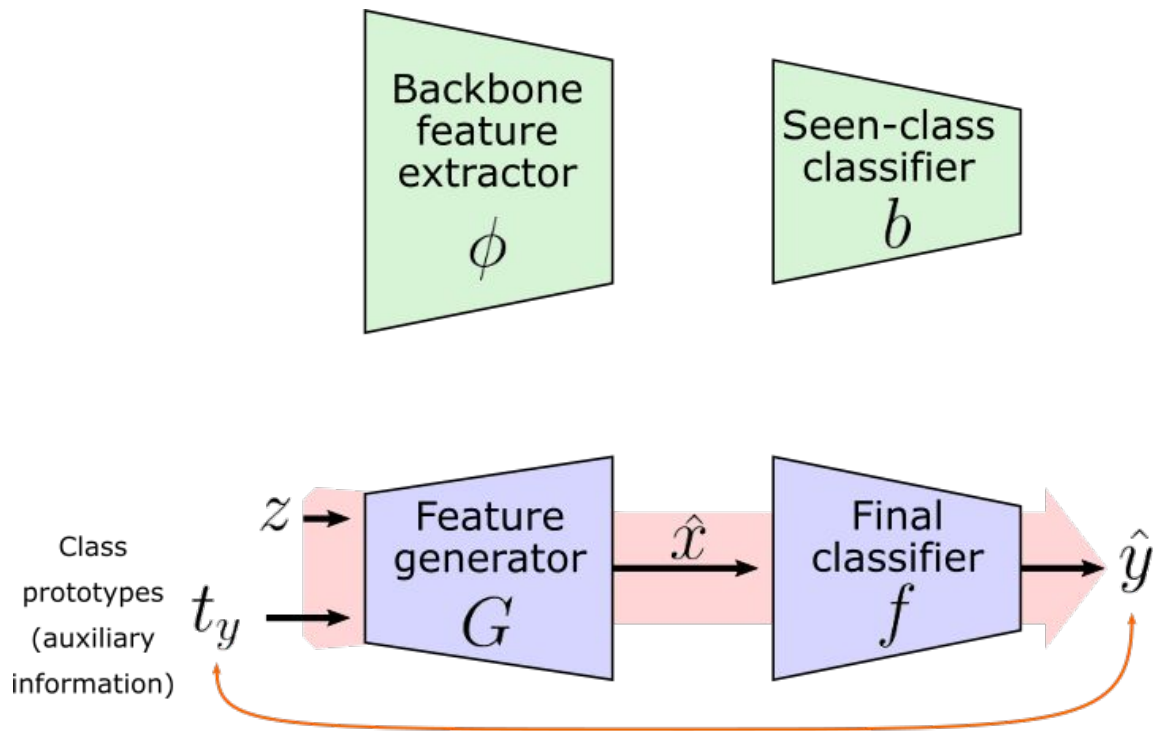 Backbone
feature
extractor
ϕ
Seen-class
classifier
b
z
Class
prototypes
(auxiliary
information)
t_y
Feature
generator
G
x̂
Final
classifier
f
ŷ